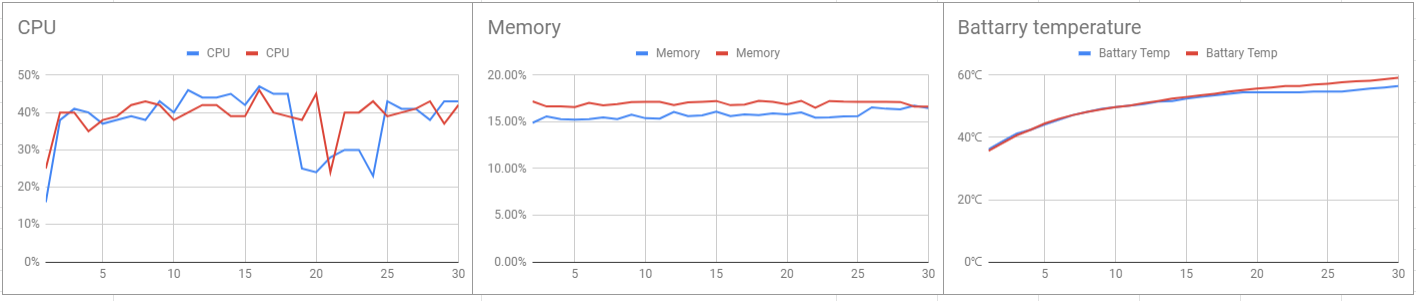 CPU
CPU CPU
50%
40%
30%
20%
10%
0%
5 10 15 20 25 30
Memory
Memory Memory
20.00%
15.00%
10.00%
5.00%
0.00%
5 10 15 20 25 30
Battarry temperature
Battary Temp Battary Temp
60℃
40℃
20℃
0℃
5 10 15 20 25 30